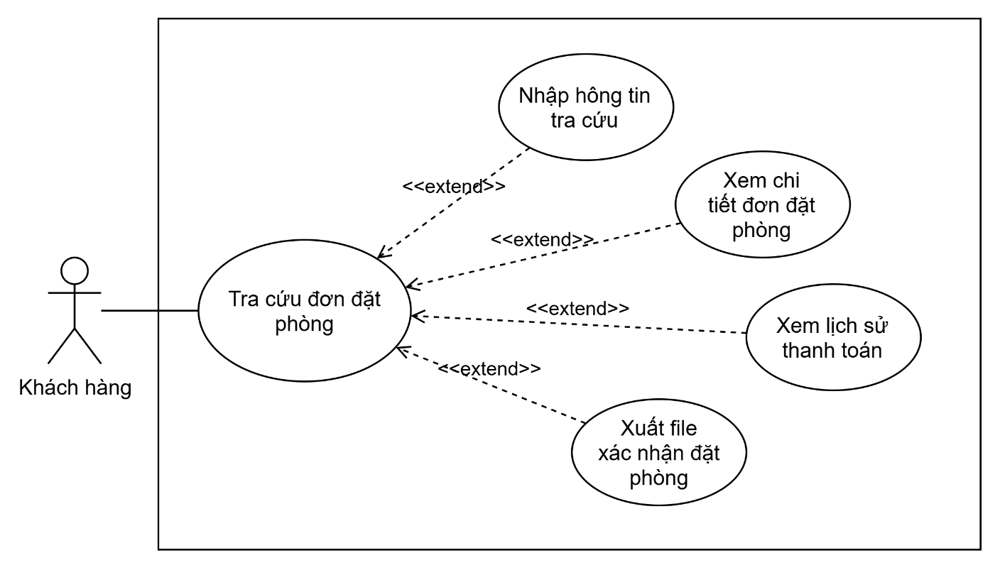 Nhập hông tin
tra cứu
<<extend>>
Xem chi
tiết đơn đặt
phòng
<<extend>>
Tra cứu đơn đặt
phòng
<<extend>>
Xem lịch sử
thanh toán
<<extend>>
Khách hàng
Xuất file
xác nhận đặt
phòng